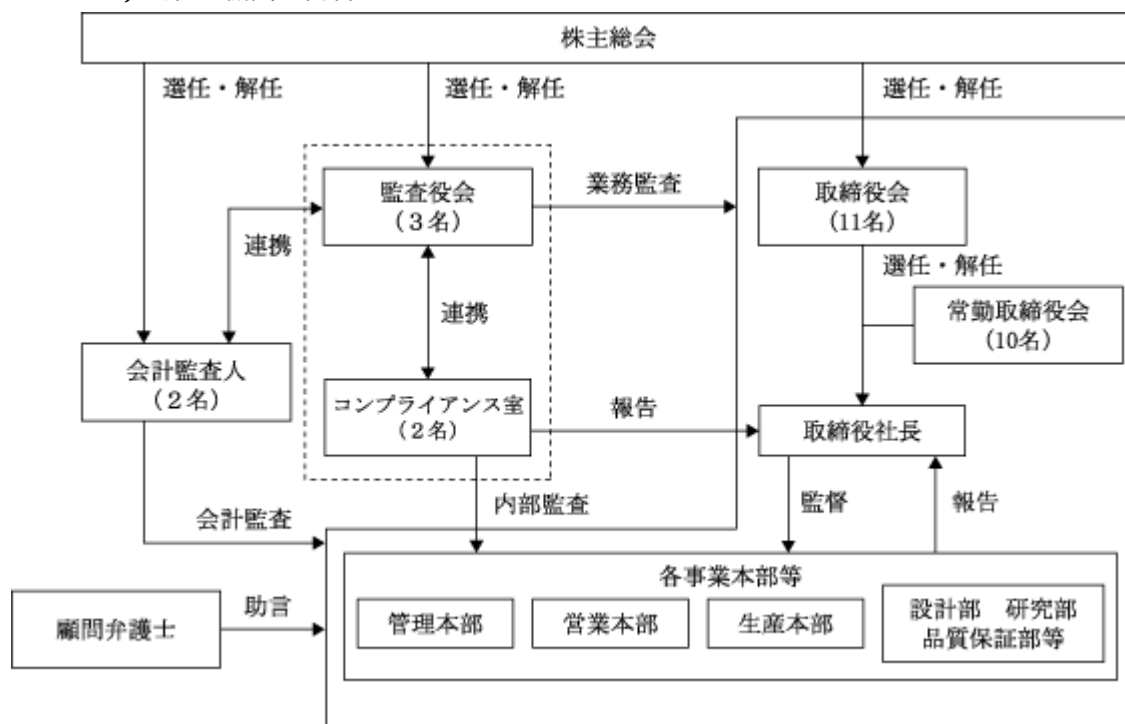 株主総会
選任・解任
選任・解任
選任・解任
監査役会
(3名)
業務監査
取締役会
(11名)
連携
選任・解任
連携
常勤取締役会
(10名)
会計監査人
(2名)
コンプライアンス室
(2名)
報告
取締役社長
内部監査
監督
報告
会計監査
各事業本部等
顧問弁護士
助言
管理本部
営業本部
生産本部
設計部 研究部
品質保証部等